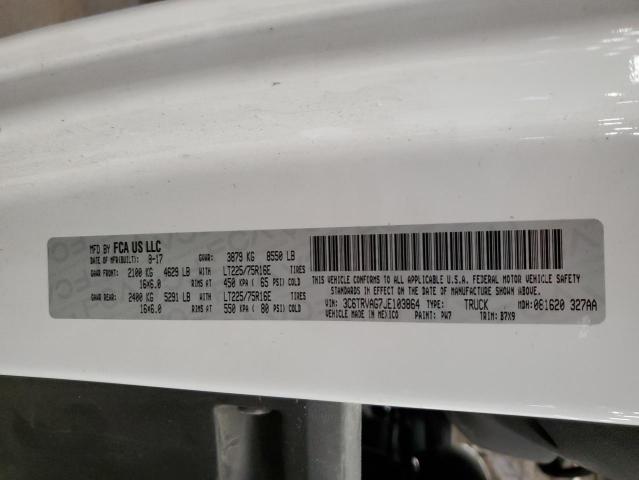 MFD BY FCA US LLC
DATE OF MFR(BUILT): 9-17 GVWR: 3879 KG 8550 LB
GAWR FRONT: 2100 KG 4629 LB WITH LT225/75R16E TIRES
16X6.0 RIMS AT 450 KPA ( 65 PSI) COLD
GAWR REAR: 2400 KG 5291 LB WITH LT225/75R16E TIRES
16X6.0 RIMS AT 550 KPA ( 80 PSI) COLD
THIS VEHICLE CONFORMS TO ALL APPLICABLE U.S.A. FEDERAL MOTOR VEHICLE SAFETY
STANDARDS IN EFFECT ON THE DATE OF MANUFACTURE SHOWN ABOVE.
VIN: 3C6TRVAG7JE103864 TYPE: TRUCK MDH: 081620 327AA
VEHICLE MADE IN MEXICO PAINT: PW7 TRIM: B7X9